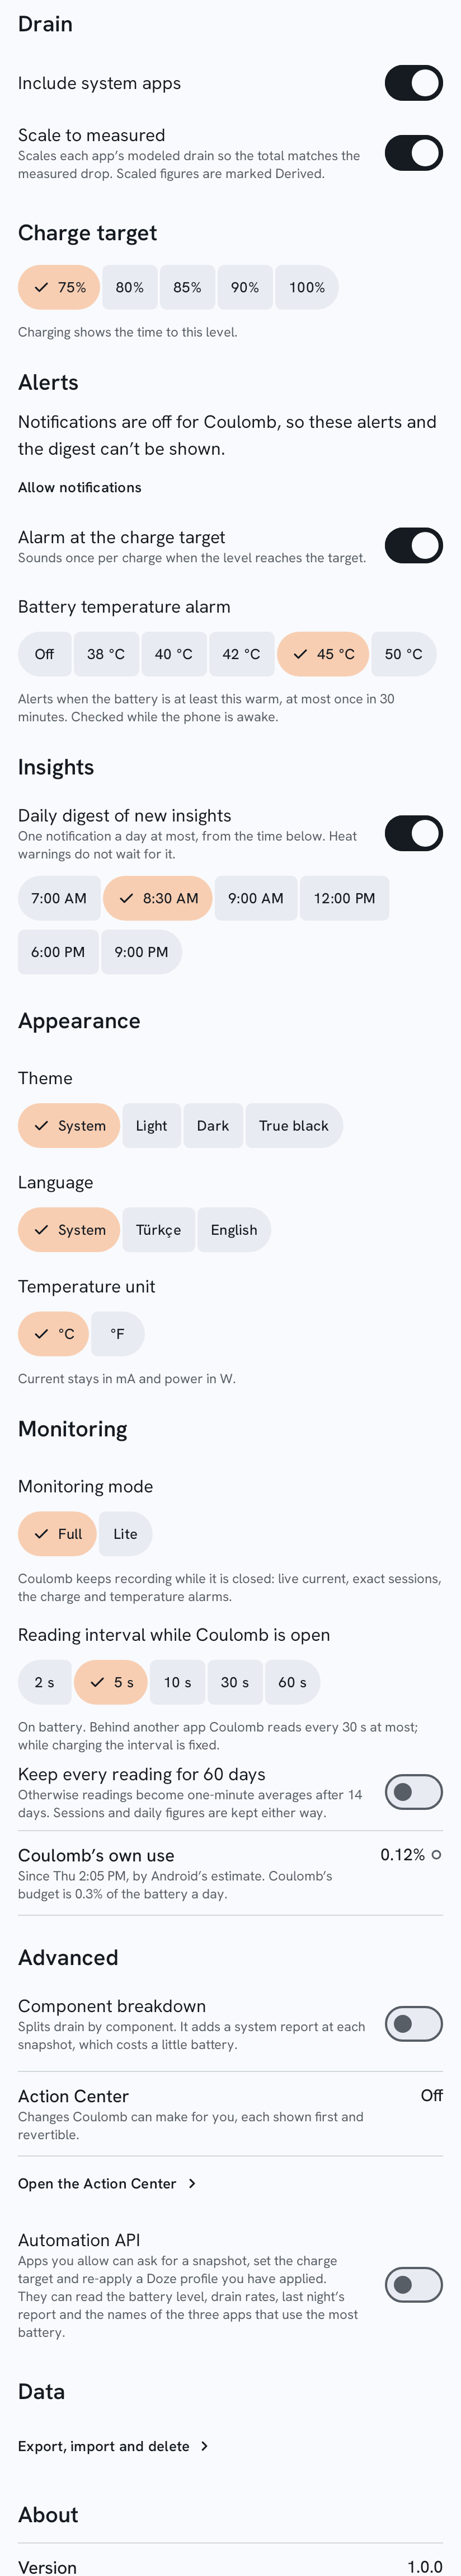 Drain
Include system apps
Scale to measured
Scales each app’s modeled drain so the total matches the
measured drop. Scaled figures are marked Derived.
Charge target
75%
80%
85%
90%
100%
Charging shows the time to this level.
Alerts
Notifications are off for Coulomb, so these alerts and
the digest can’t be shown.
Allow notifications
Alarm at the charge target
Sounds once per charge when the level reaches the target.
Battery temperature alarm
Off
38 °C
40 °C
42 °C
45 °C
50 °C
Alerts when the battery is at least this warm, at most once in 30
minutes. Checked while the phone is awake.
Insights
Daily digest of new insights
One notification a day at most, from the time below. Heat
warnings do not wait for it.
7:00 AM
8:30 AM
9:00 AM
12:00 PM
6:00 PM
9:00 PM
Appearance
Theme
System
Light
Dark
True black
Language
System
Türkçe
English
Temperature unit
°C
°F
Current stays in mA and power in W.
Monitoring
Monitoring mode
Full
Lite
Coulomb keeps recording while it is closed: live current, exact sessions,
the charge and temperature alarms.
Reading interval while Coulomb is open
2 s
5 s
10 s
30 s
60 s
On battery. Behind another app Coulomb reads every 30 s at most;
while charging the interval is fixed.
Keep every reading for 60 days
Otherwise readings become one-minute averages after 14
days. Sessions and daily figures are kept either way.
Coulomb’s own use
0.12%
Since Thu 2:05 PM, by Android’s estimate. Coulomb’s
budget is 0.3% of the battery a day.
Advanced
Component breakdown
Splits drain by component. It adds a system report at each
snapshot, which costs a little battery.
Action Center
Off
Changes Coulomb can make for you, each shown first and
revertible.
Open the Action Center
Automation API
Apps you allow can ask for a snapshot, set the charge
target and re-apply a Doze profile you have applied.
They can read the battery level, drain rates, last night’s
report and the names of the three apps that use the most
battery.
Data
Export, import and delete
About
Version
1.0.0